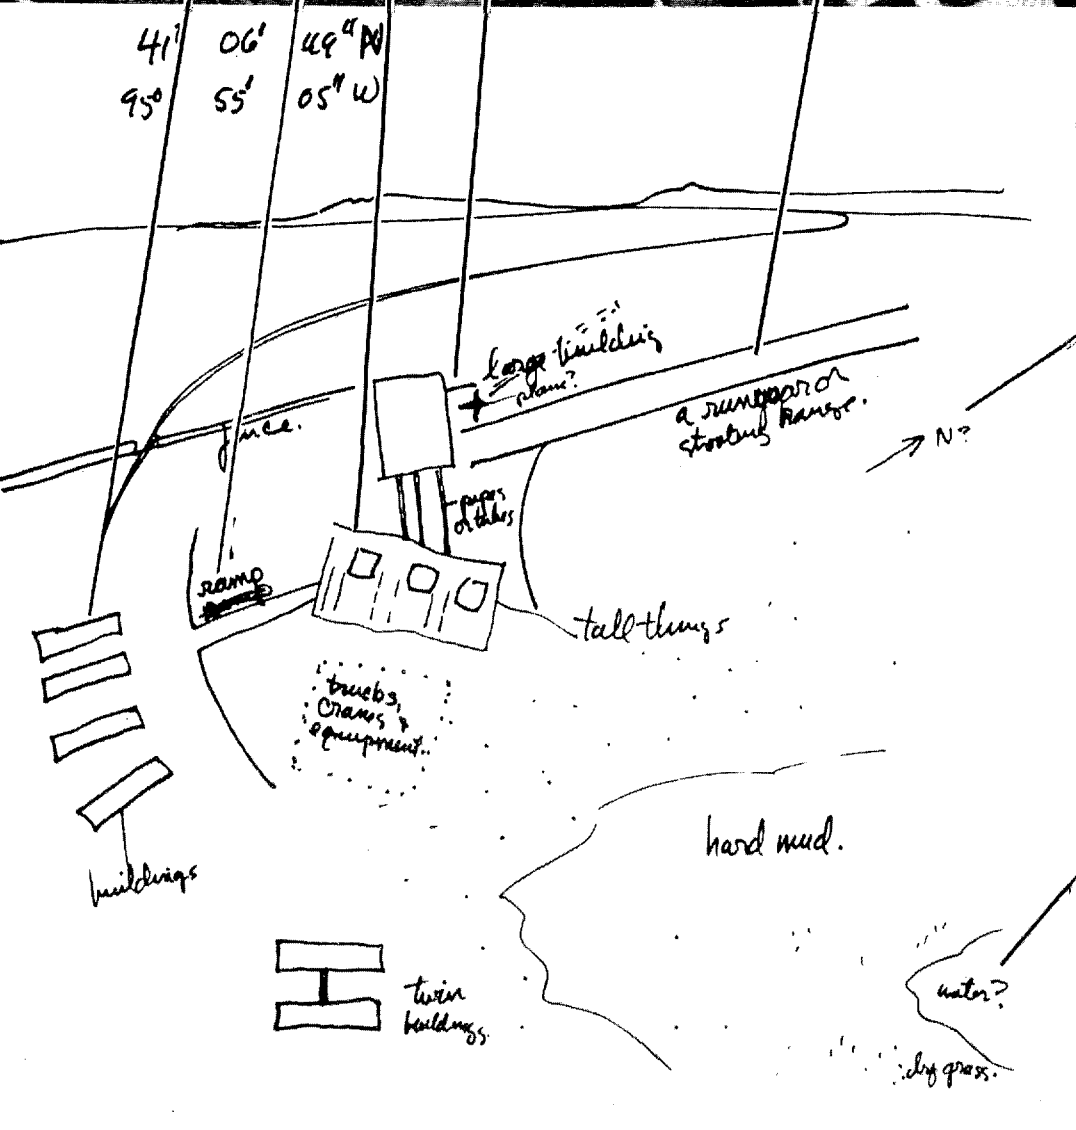 41° 06' 49" N
95° 55' 05" W
large building
plane?
fence.
a rungyard or
shooting range.
N?
pipes
or tubes
ramp
tall things
trucks,
cranes &
equipment..
hard mud.
buildings
twin
buildings.
water?
dry grass.